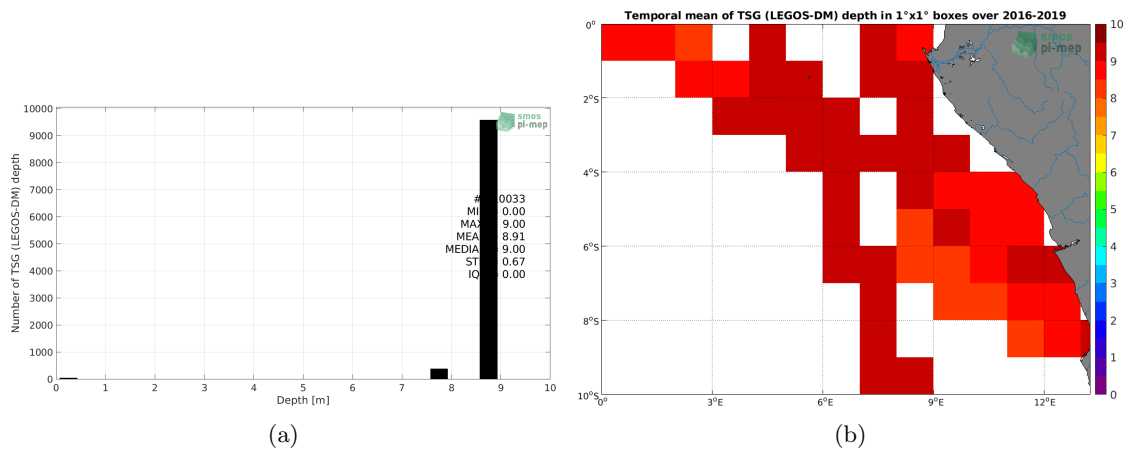 Temporal mean of TSG (LEGOS-DM) depth in 1°x1° boxes over 2016-2019
smos
pi-mep
0°
2°S
4°S
6°S
8°S
10°S
0°
3°E
6°E
9°E
12°E
10
9
8
7
6
5
4
3
2
1
0
(b)
Number of TSG (LEGOS-DM) depth
10000
9000
8000
7000
6000
5000
4000
3000
2000
1000
0
smos
pi-mep
0.00
9.00
8.91
9.00
0.67
0.00
0 1 2 3 4 5 6 7 8 9 10
Depth [m]
(a)